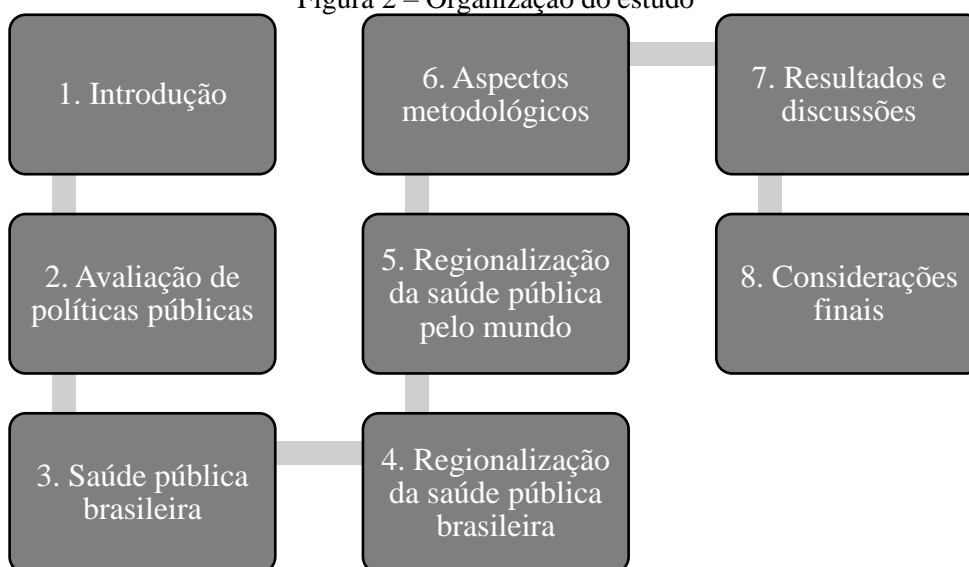 Figura 2 – Organização do estudo
1. Introdução
2. Avaliação de
políticas públicas
3. Saúde pública
brasileira
4. Regionalização
da saúde pública
brasileira
5. Regionalização
da saúde pública
pelo mundo
6. Aspectos
metodológicos
7. Resultados e
discussões
8. Considerações
finais